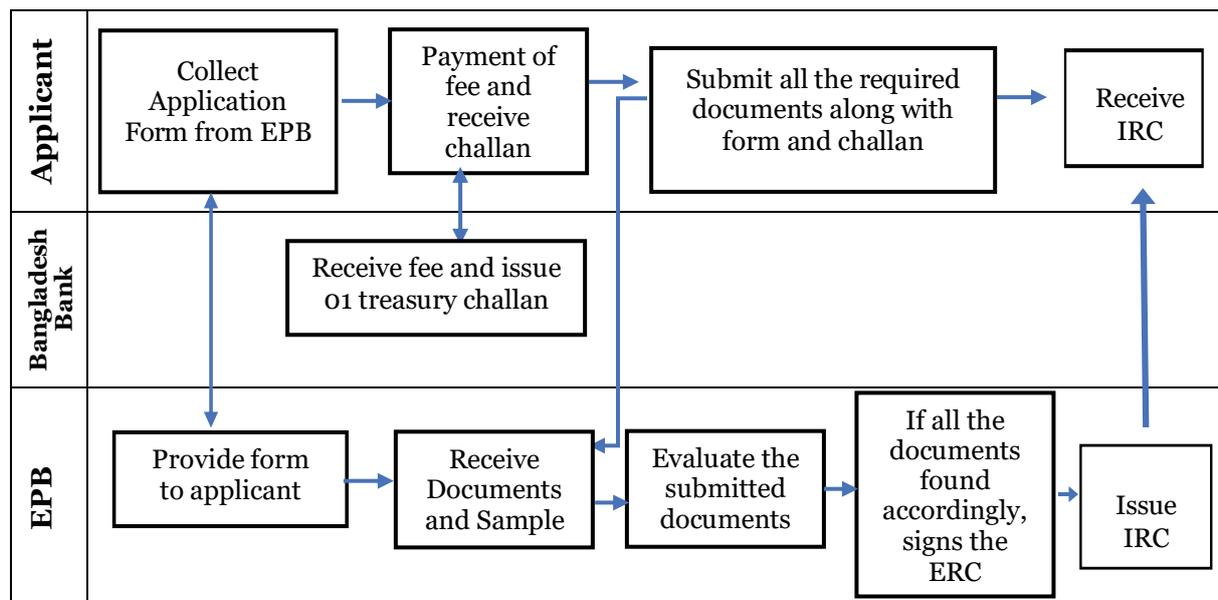 Applicant
Collect
Application
Form from EPB
Payment of
fee and
receive
challan
Submit all the required
documents along with
form and challan
Receive
IRC
Bangladesh
Bank
Receive fee and issue
01 treasury challan
EPB
Provide form
to applicant
Receive
Documents
and Sample
Evaluate the
submitted
documents
If all the
documents
found
accordingly,
signs the
ERC
Issue
IRC